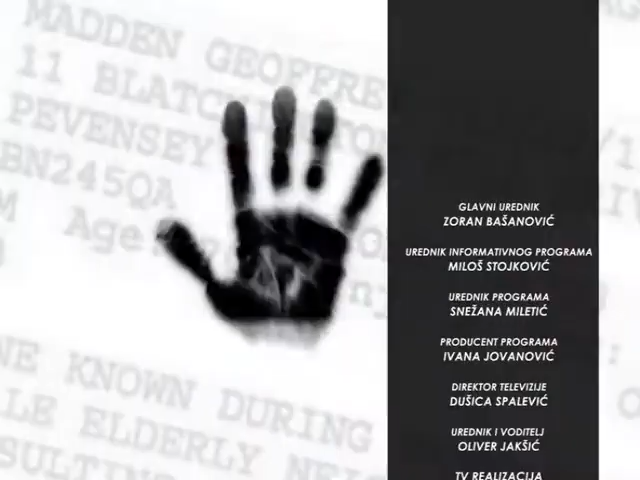 MADDEN GEOFFRE
11 BLATCH
PEVENSEY
BN245QA
M Age:
NE KNOWN DURING
LE ELDERLY
SULTING
GLAVNI UREDNIK
ZORAN BAŠANOVIĆ
UREDNIK INFORMATIVNOG PROGRAMA
MILOŠ STOJKOVIĆ
UREDNIK PROGRAMA
SNEŽANA MILETIĆ
PRODUCENT PROGRAMA
IVANA JOVANOVIĆ
DIREKTOR TELEVIZIJE
DUŠICA SPALEVIĆ
UREDNIK I VODITELJ
OLIVER JAKŠIĆ
TV REALIZACIJA